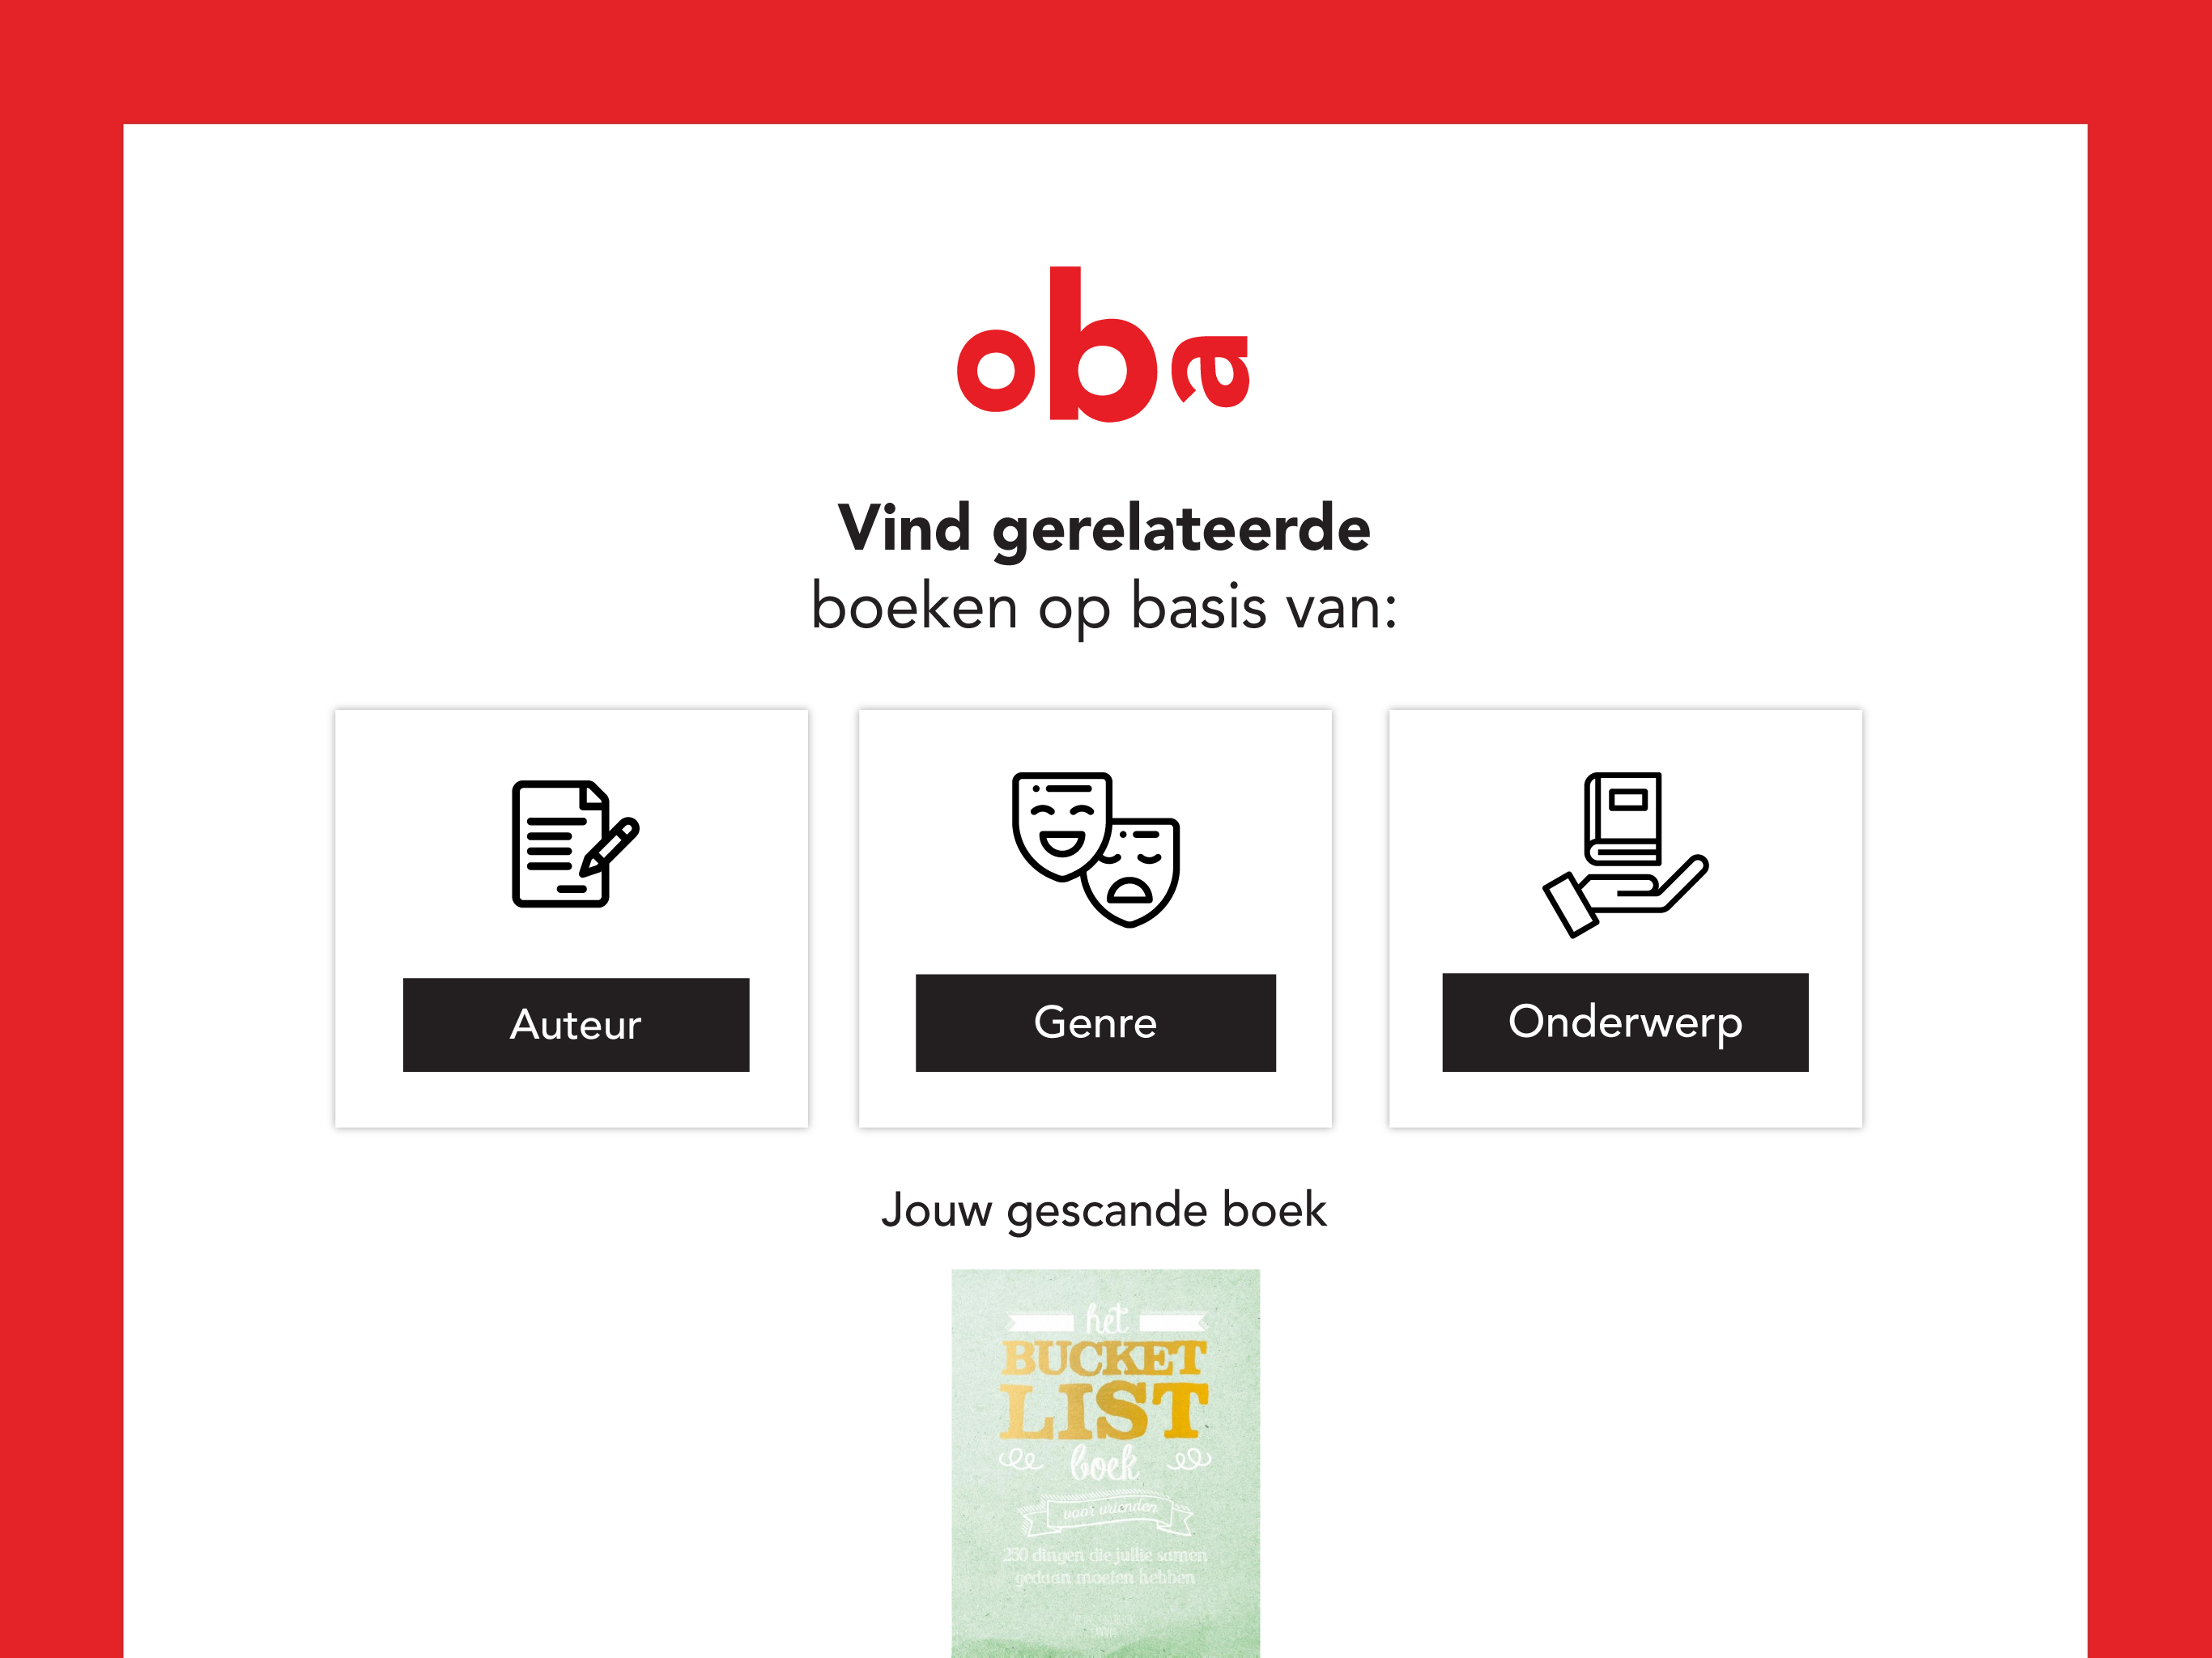 oba
Vind gerelateerde
boeken op basis van:
Auteur
Genre
Onderwerp
Jouw gescande boek
het
BUCKET
LIST
boek
voor vrienden
250 dingen die jullie samen
gedaan moeten hebben